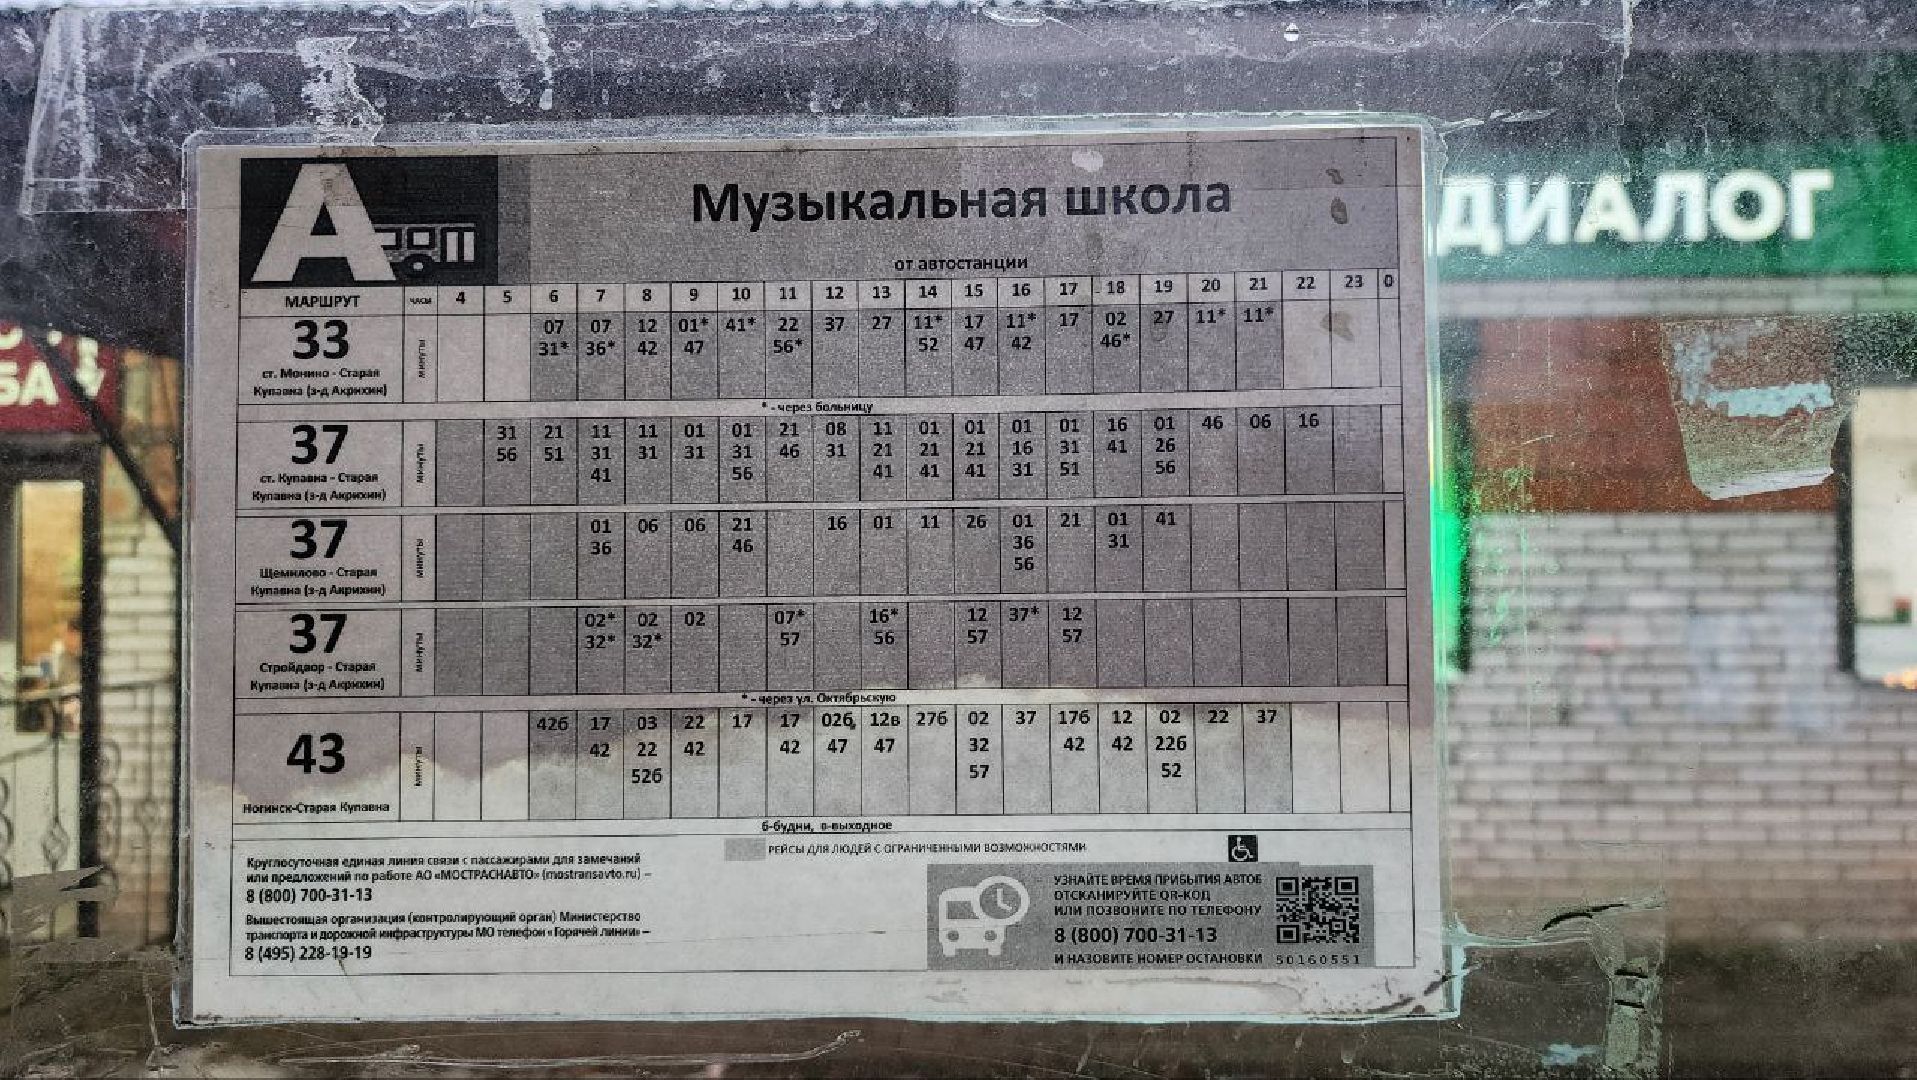 А
Музыкальная школа
от автостанции
МАРШРУТ часы 4 5 6 7 8 9 10 11 12 13 14 15 16 17 18 19 20 21 22 23 0
33 минуты 07 07 12 01* 41* 22 37 27 11* 17 11* 17 02 27 11* 11*
31* 36* 42 47 56* 52 47 42 46*
ст. Монино - Старая
Купавна (з-д Акрихин)
* - через больницу
37 минуты 31 21 11 11 01 01 21 08 11 01 01 01 01 16 01 46 06 16
56 51 31 31 31 31 46 31 21 21 21 16 31 41 26
41 56 41 41 41 31 51 56
ст. Купавна - Старая
Купавна (з-д Акрихин)
37 минуты 01 06 06 21 16 01 11 26 01 21 01 41
36 46 36 31
56
Щемилово - Старая
Купавна (з-д Акрихин)
37 минуты 02* 02 02 07* 16* 12 37* 12
32* 32* 57 56 57 57
Стройдвор - Старая
Купавна (з-д Акрихин)
* - через ул. Октябрьскую
43 минуты 42б 17 03 22 17 17 02б 12в 27б 02 37 17б 12 02 22 37
42 22 42 42 47 47 32 42 42 22б
52б 57 52
Ногинск-Старая Купавна
б-будни, в-выходное
РЕЙСЫ ДЛЯ ЛЮДЕЙ С ОГРАНИЧЕННЫМИ ВОЗМОЖНОСТЯМИ
Круглосуточная единая линия связи с пассажирами для замечаний
или предложений по работе АО «МОСТРАСНАВТО» (mostransavto.ru) –
8 (800) 700-31-13
Вышестоящая организация (контролирующий орган) Министерство
транспорта и дорожной инфраструктуры МО телефон «Горячей линии» –
8 (495) 228-19-19
УЗНАЙТЕ ВРЕМЯ ПРИБЫТИЯ АВТОБ
ОТСКАНИРУЙТЕ QR-КОД
ИЛИ ПОЗВОНИТЕ ПО ТЕЛЕФОНУ
8 (800) 700-31-13
И НАЗОВИТЕ НОМЕР ОСТАНОВКИ 50160551
ДИАЛОГ